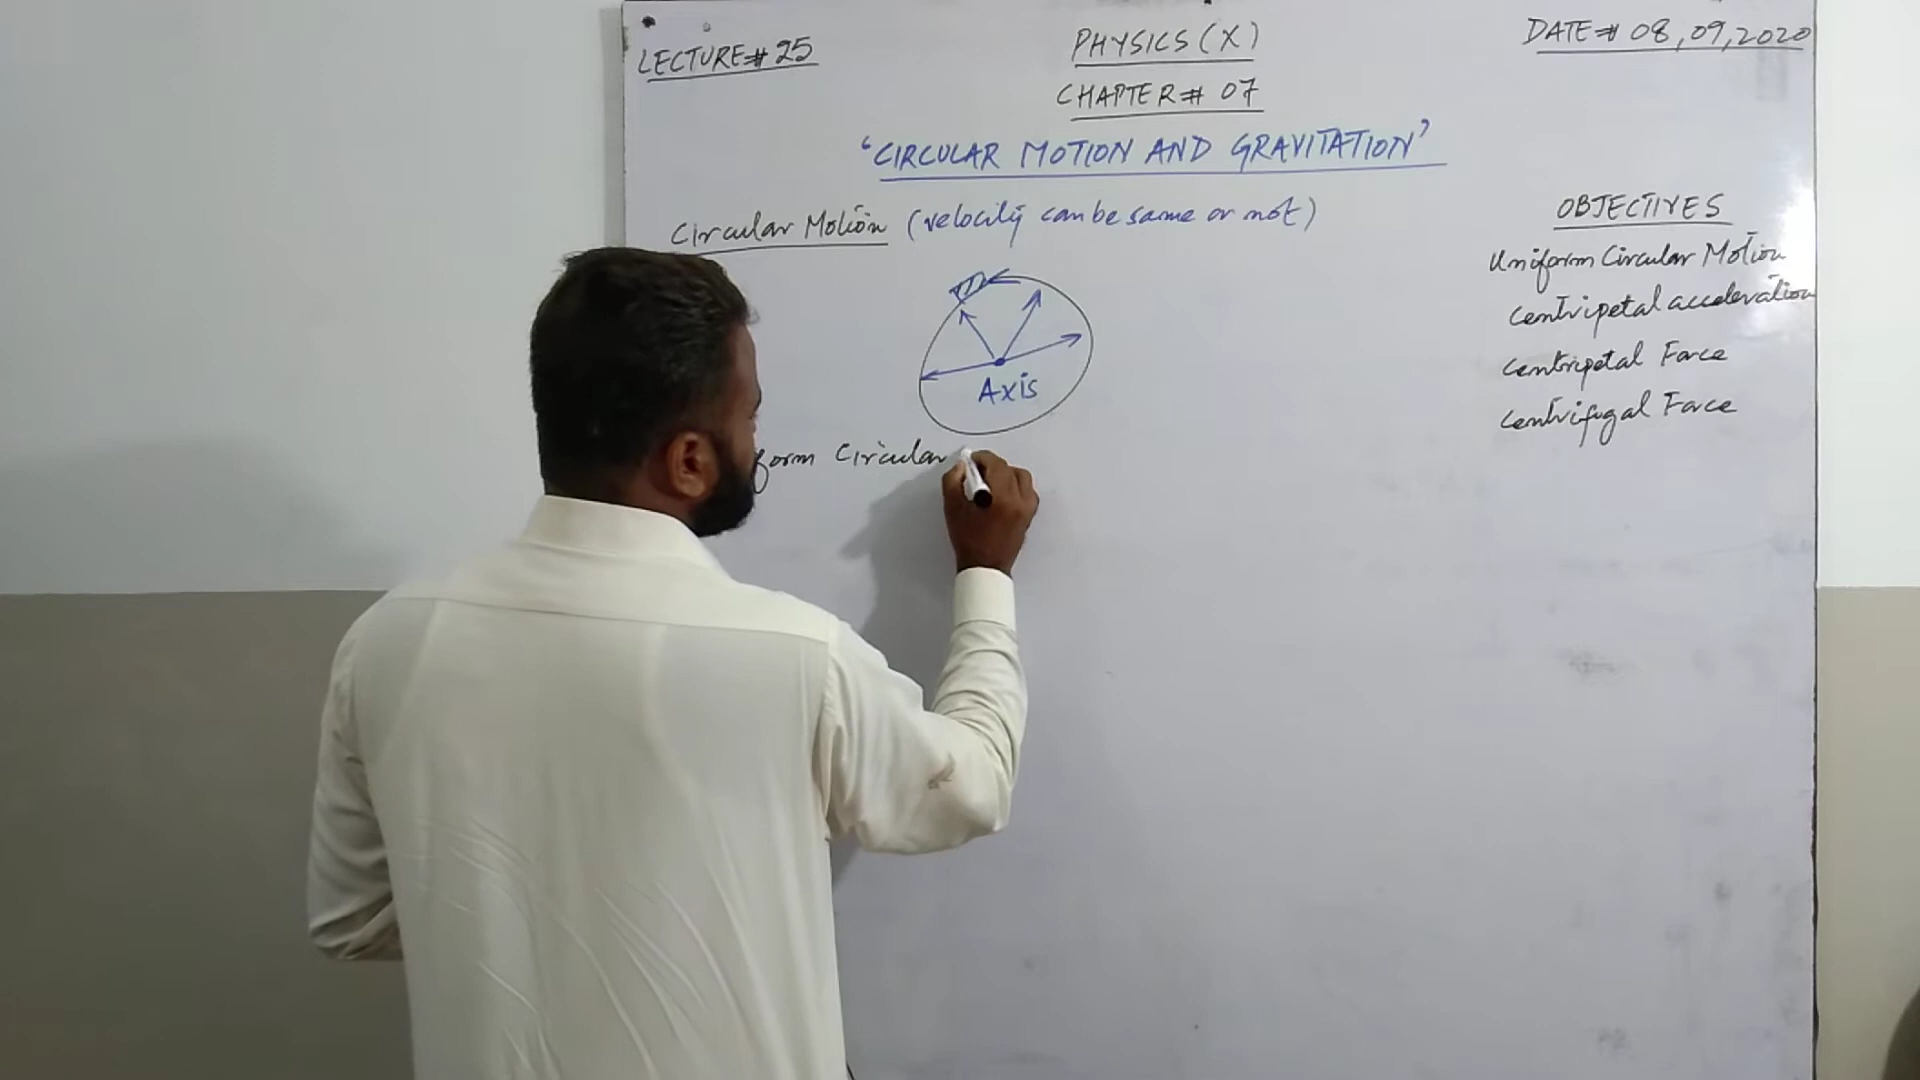 LECTURE# 25
PHYSICS (X)
DATE# 08,09,2020
CHAPTER# 07
‘CIRCULAR MOTION AND GRAVITATION’
Circular Motion (velocity can be same or not)
Axis
form Circular
OBJECTIVES
Uniform Circular Motion
Centripetal acceleration
Centripetal Force
Centrifugal Force